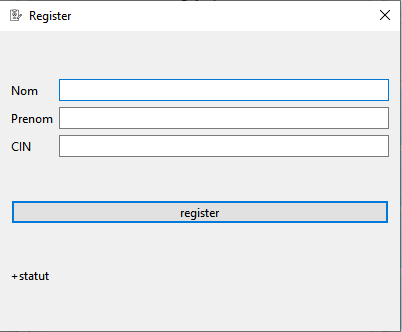 Register
Nom
Prenom
CIN
register
+statut